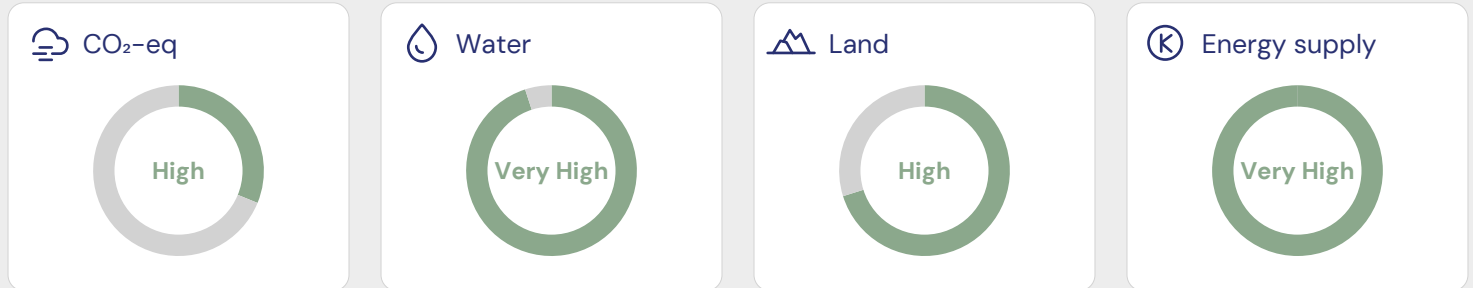 CO₂-eq
High
Water
Very High
Land
High
Energy supply
Very High